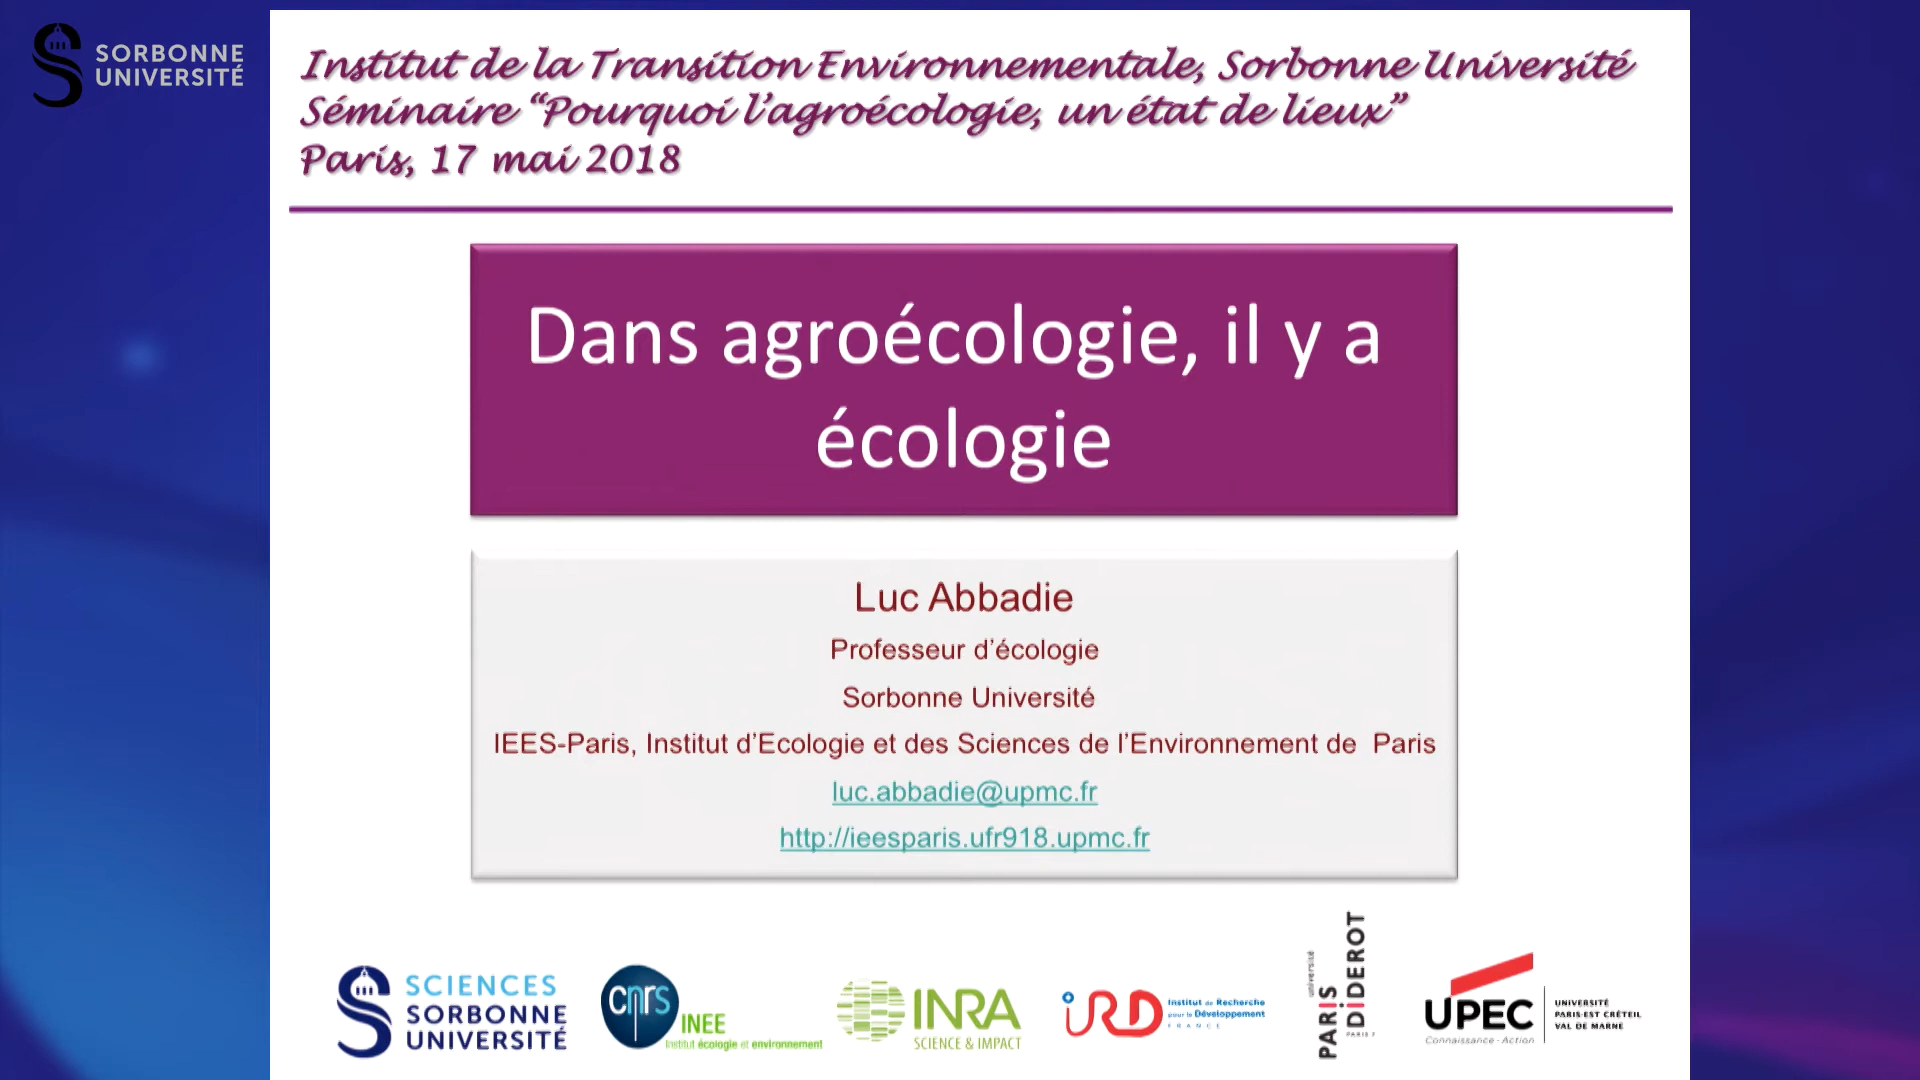 SORBONNE
UNIVERSITÉ
Institut de la Transition Environnementale, Sorbonne Université
Séminaire “Pourquoi l’agroécologie, un état de lieux”
Paris, 17 mai 2018
Dans agroécologie, il y a
écologie
Luc Abbadie
Professeur d’écologie
Sorbonne Université
IEES-Paris, Institut d’Ecologie et des Sciences de l’Environnement de Paris
luc.abbadie@upmc.fr
http://ieesparis.ufr918.upmc.fr
SCIENCES
SORBONNE
UNIVERSITÉ
cnrs
INEE
Institut écologie et environnement
INRA
SCIENCE & IMPACT
iRD
Institut de Recherche
pour le Développement
FRANCE
université
PARIS
DIDEROT
PARIS 7
UPEC
Connaissance - Action
UNIVERSITÉ
PARIS-EST CRÉTEIL
VAL DE MARNE